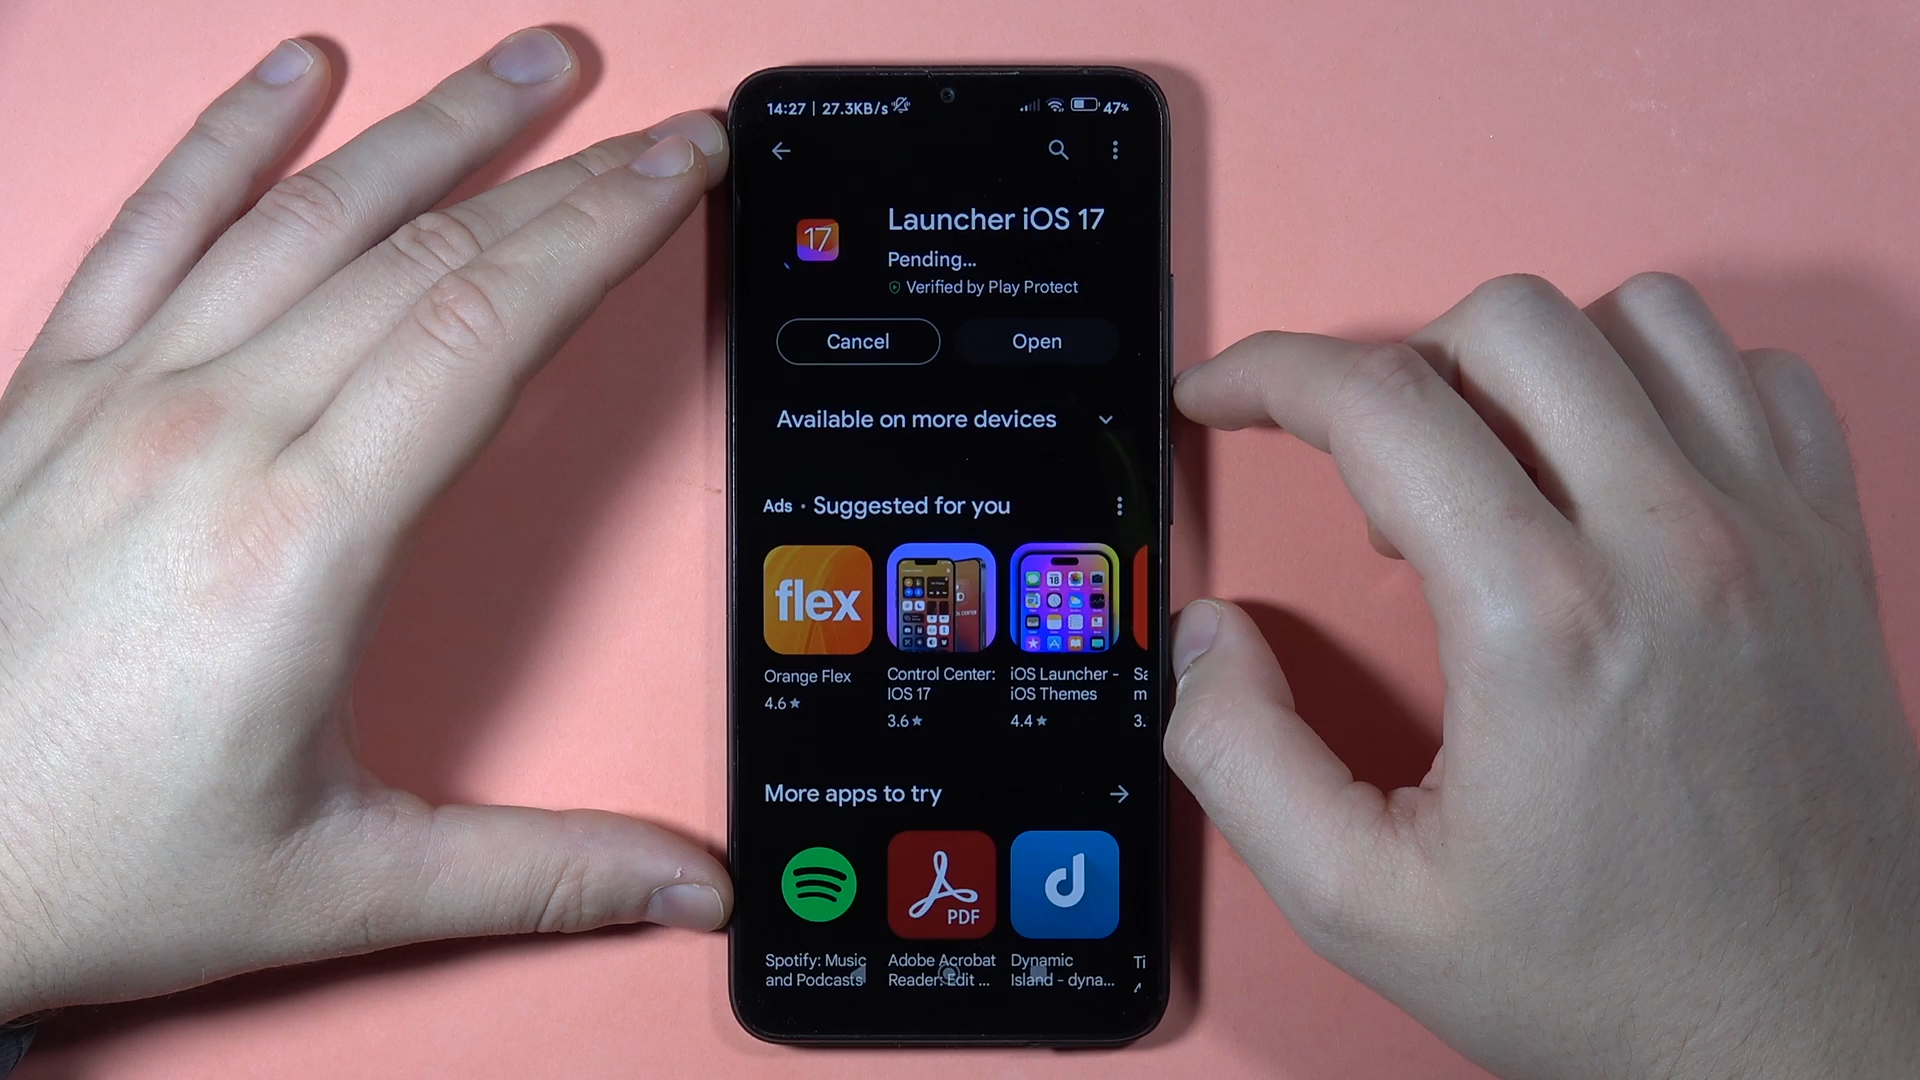 14:27 | 27.3KB/s 47%
17 Launcher iOS 17
Pending...
Verified by Play Protect
Cancel Open
Available on more devices
Ads • Suggested for you
flex
Orange Flex
4.6★
Control Center:
IOS 17
3.6★
iOS Launcher -
iOS Themes
4.4★
Sa
m
3.
More apps to try
PDF
d
Spotify: Music
and Podcasts
Adobe Acrobat
Reader: Edit ...
Dynamic
Island - dyna...
Ti